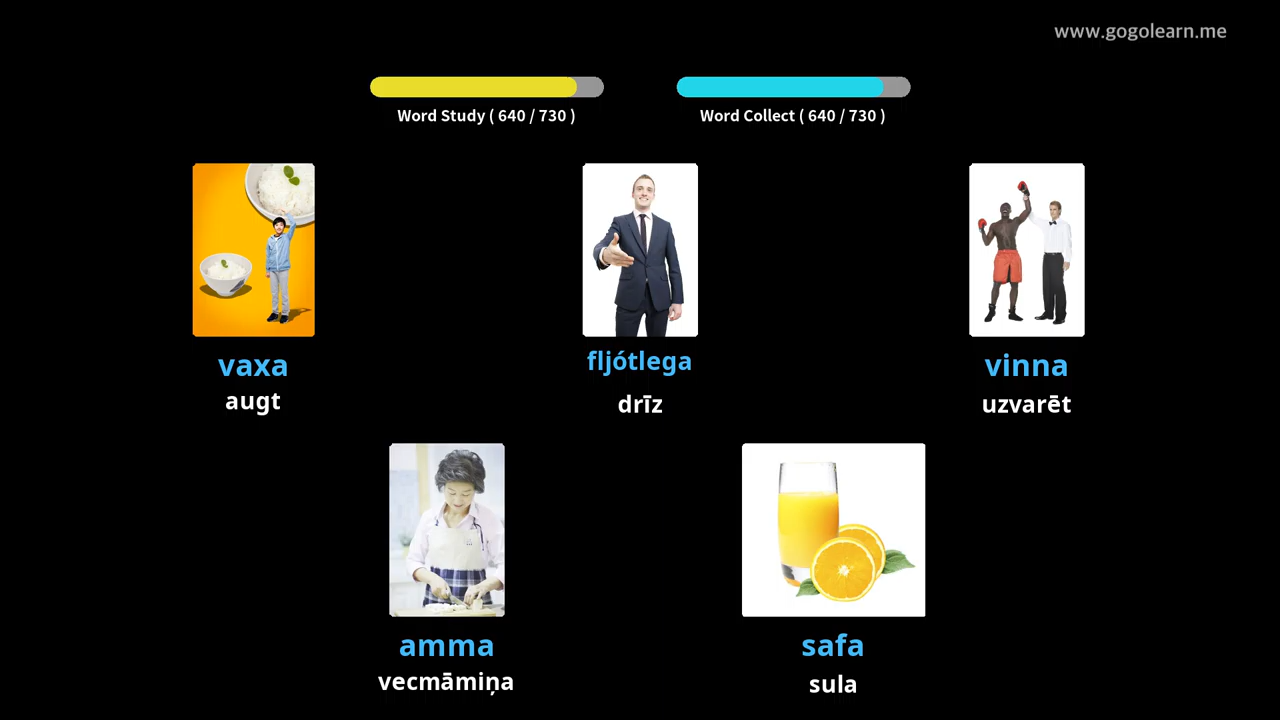 www.gogolearn.me
Word Study ( 640 / 730 )
Word Collect ( 640 / 730 )
vaxa
augt
fljótlega
drīz
vinna
uzvarēt
amma
vecmāmiņa
safa
sula